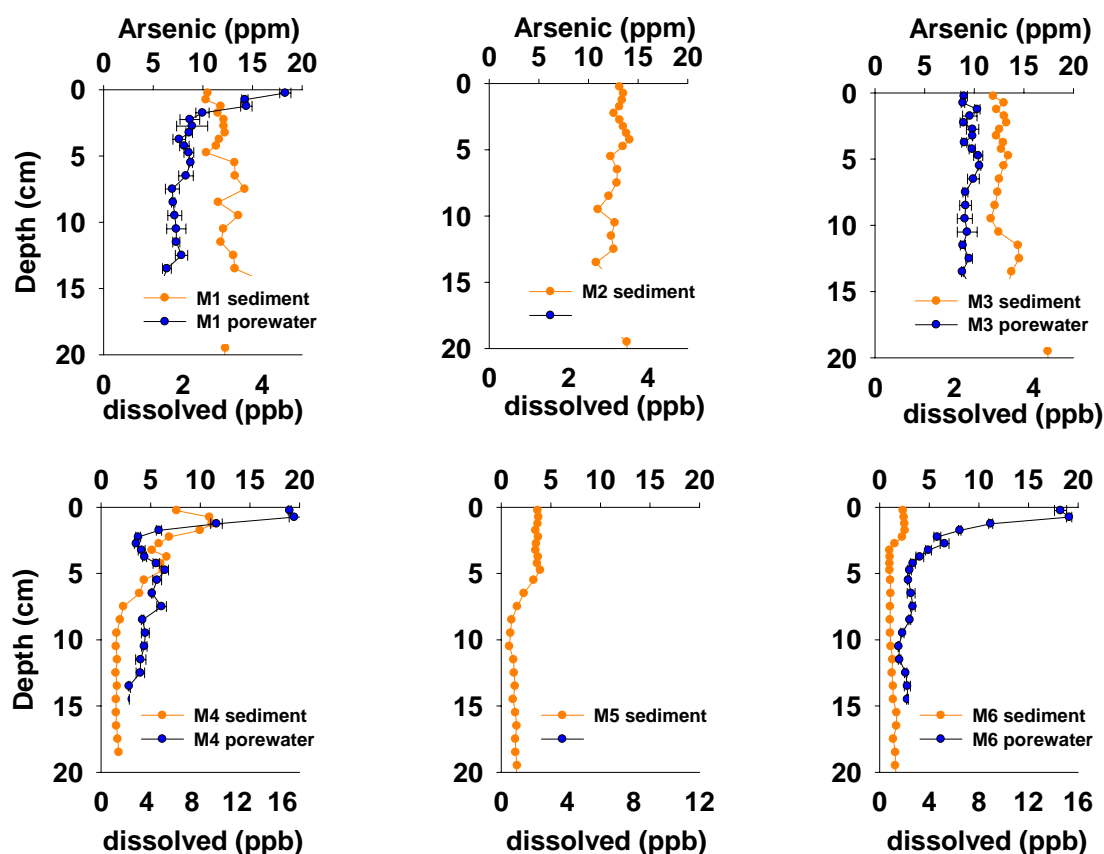 Arsenic (ppm) Arsenic (ppm) Arsenic (ppm)
0 5 10 15 20 0 5 10 15 20 0 5 10 15 20
Depth (cm)
0 0 0
5 5 5
10 10 10
15 15 15
20 20 20
M1 sediment M2 sediment M3 sediment
M1 porewater M3 porewater
0 2 4 0 2 4 0 2 4
dissolved (ppb) dissolved (ppb) dissolved (ppb)
0 5 10 15 20 0 5 10 15 20 0 5 10 15 20
Depth (cm)
0 0 0
5 5 5
10 10 10
15 15 15
20 20 20
M4 sediment M5 sediment M6 sediment
M4 porewater M6 porewater
0 4 8 12 16 0 4 8 12 0 4 8 12 16
dissolved (ppb) dissolved (ppb) dissolved (ppb)